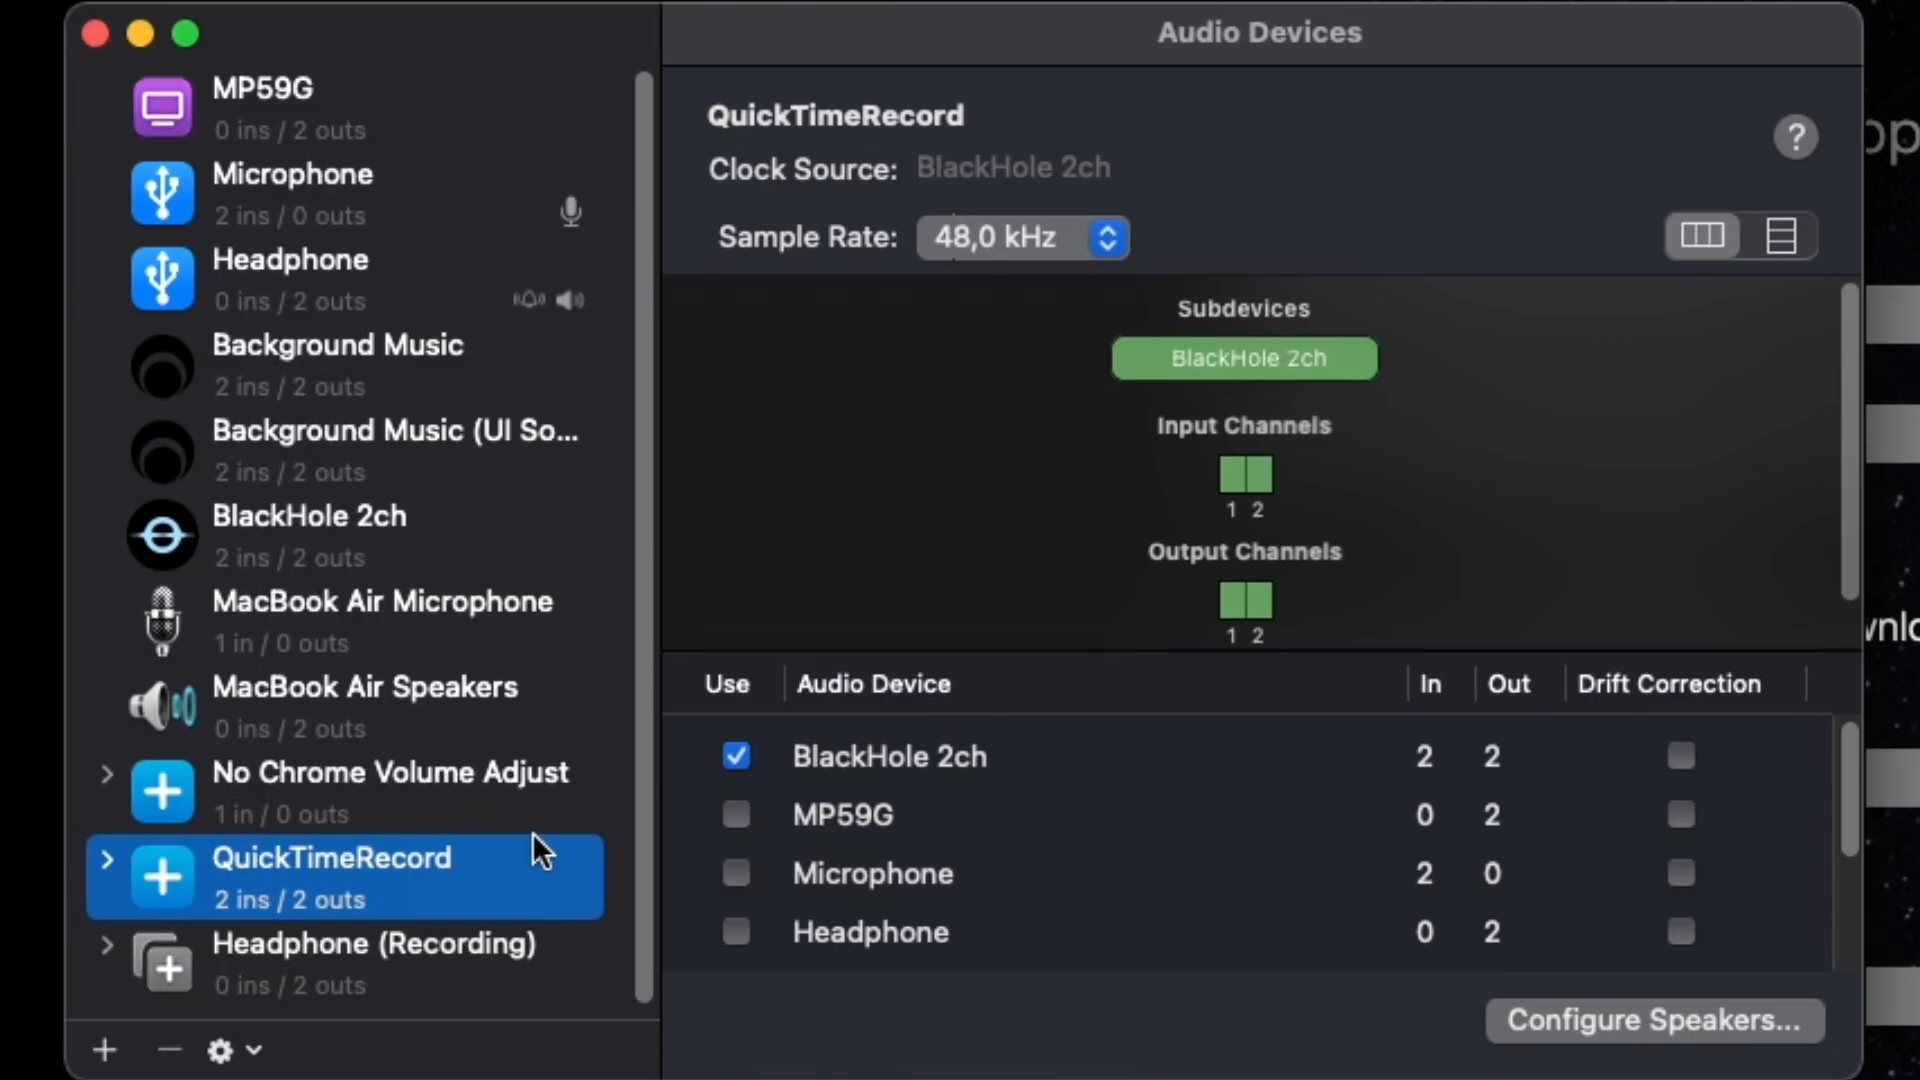 Audio Devices
MP59G
0 ins / 2 outs
Microphone
2 ins / 0 outs
Headphone
0 ins / 2 outs
Background Music
2 ins / 2 outs
Background Music (UI So...
2 ins / 2 outs
BlackHole 2ch
2 ins / 2 outs
MacBook Air Microphone
1 in / 0 outs
MacBook Air Speakers
0 ins / 2 outs
No Chrome Volume Adjust
1 in / 0 outs
QuickTimeRecord
2 ins / 2 outs
Headphone (Recording)
0 ins / 2 outs
QuickTimeRecord
?
Clock Source: BlackHole 2ch
Sample Rate: 48,0 kHz
Subdevices
BlackHole 2ch
Input Channels
1 2
Output Channels
1 2
Use Audio Device In Out Drift Correction
BlackHole 2ch 2 2
MP59G 0 2
Microphone 2 0
Headphone 0 2
Configure Speakers...